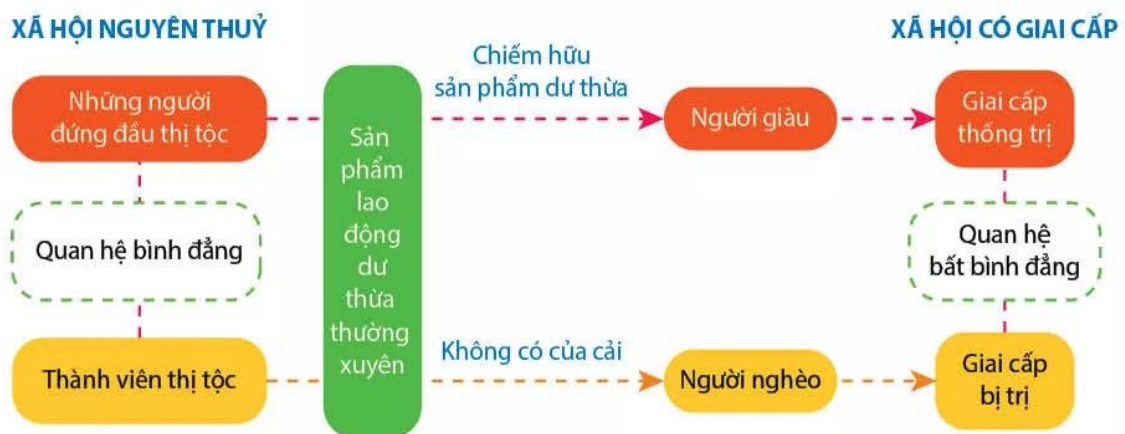 XÃ HỘI NGUYÊN THUỶ
XÃ HỘI CÓ GIAI CẤP
Những người
đứng đầu thị tộc
Chiếm hữu
sản phẩm dư thừa
Người giàu
Giai cấp
thống trị
Sản
phẩm
lao
động
dư
thừa
thường
xuyên
Quan hệ bình đẳng
Quan hệ
bất bình đẳng
Thành viên thị tộc
Không có của cải
Người nghèo
Giai cấp
bị trị